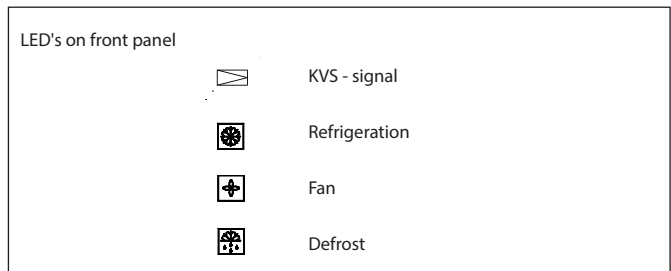 LED's on front panel
KVS - signal
Refrigeration
Fan
Defrost